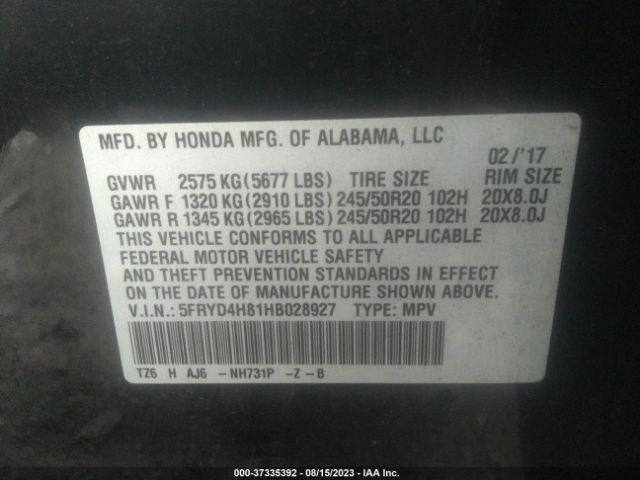 MFD. BY HONDA MFG. OF ALABAMA, LLC
02/'17
GVWR 2575 KG(5677 LBS) TIRE SIZE RIM SIZE
GAWR F 1320 KG(2910 LBS) 245/50R20 102H 20X8.0J
GAWR R 1345 KG(2965 LBS) 245/50R20 102H 20X8.0J
THIS VEHICLE CONFORMS TO ALL APPLICABLE
FEDERAL MOTOR VEHICLE SAFETY
AND THEFT PREVENTION STANDARDS IN EFFECT
ON THE DATE OF MANUFACTURE SHOWN ABOVE.
V.I.N.: 5FRYD4H81HB028927 TYPE: MPV
TZ6 H AJ6 -NH731P -Z-B
000-37335392 - 08/15/2023 - IAA Inc.